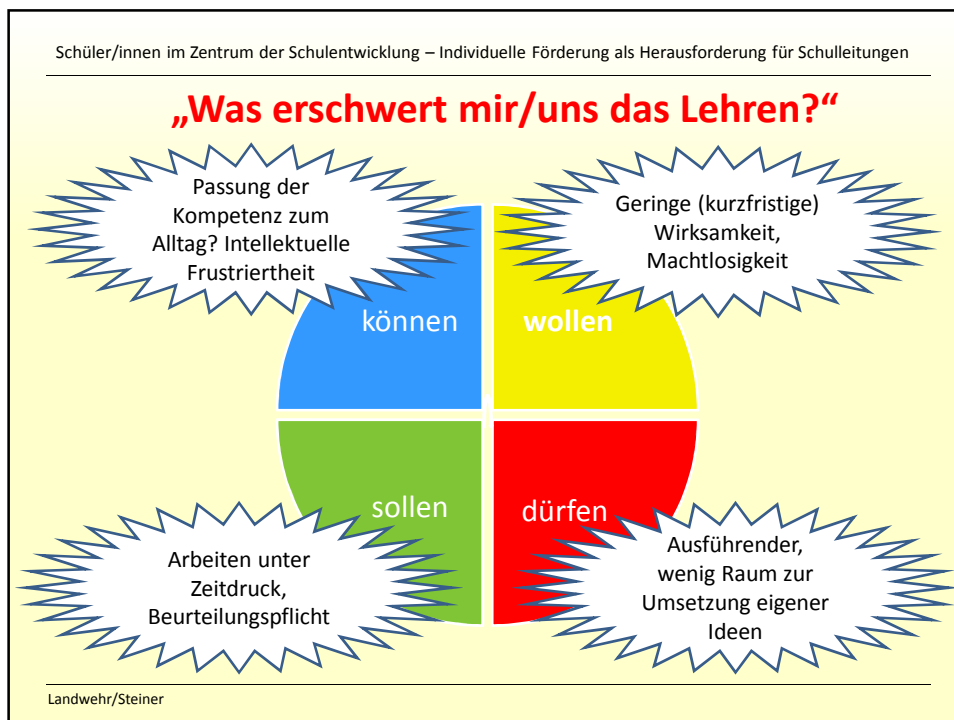 Schüler/innen im Zentrum der Schulentwicklung – Individuelle Förderung als Herausforderung für Schulleitungen
„Was erschwert mir/uns das Lehren?“
Passung der
Kompetenz zum
Alltag? Intellektuelle
Frustriertheit
Geringe (kurzfristige)
Wirksamkeit,
Machtlosigkeit
können
wollen
sollen
dürfen
Arbeiten unter
Zeitdruck,
Beurteilungspflicht
Ausführender,
wenig Raum zur
Umsetzung eigener
Ideen
Landwehr/Steiner